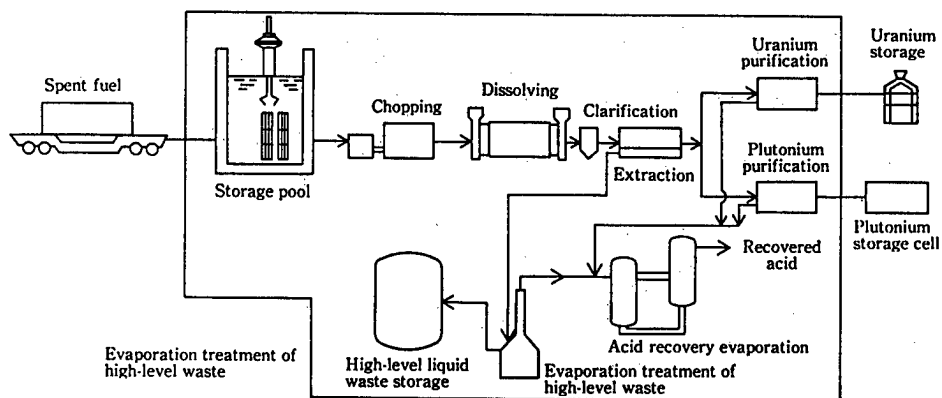 Spent fuel
Storage pool
Chopping
Dissolving
Clarification
Extraction
Uranium
purification
Uranium
storage
Plutonium
purification
Plutonium
storage cell
Recovered
acid
Acid recovery evaporation
High-level liquid
waste storage
Evaporation treatment of
high-level waste
Evaporation treatment of
high-level waste